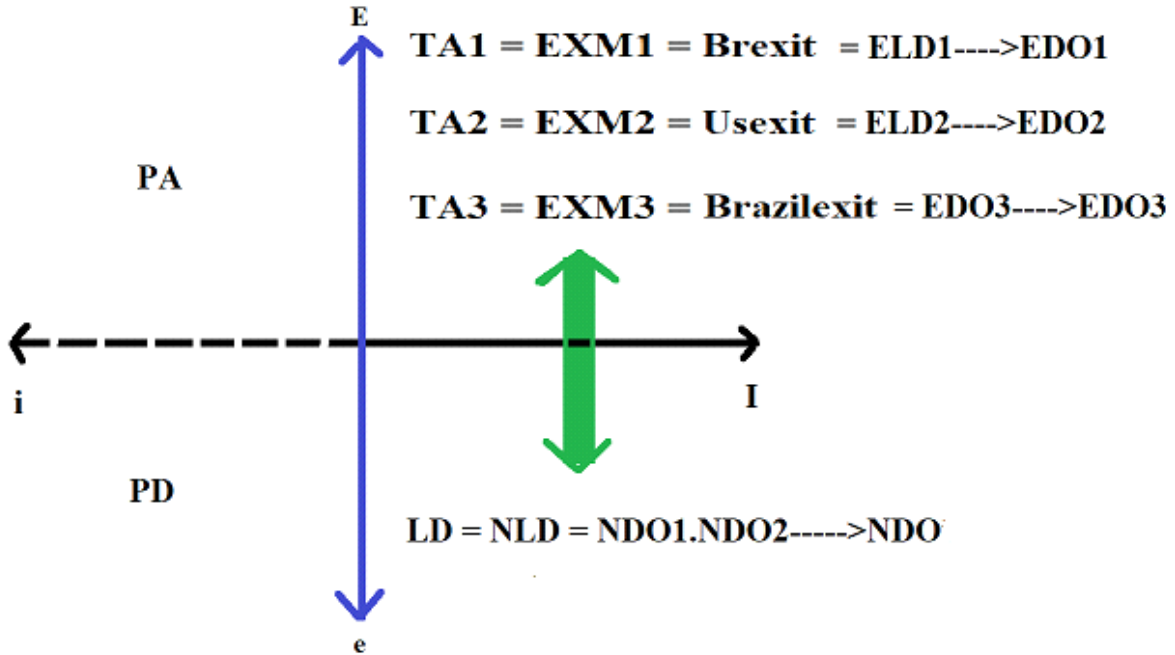 E
TA1 = EXM1 = Brexit = ELD1---->EDO1
TA2 = EXM2 = Usexit = ELD2---->EDO2
PA
TA3 = EXM3 = Brazilexit = EDO3---->EDO3
i
I
PD
LD = NLD = NDO1.NDO2----->NDO
e